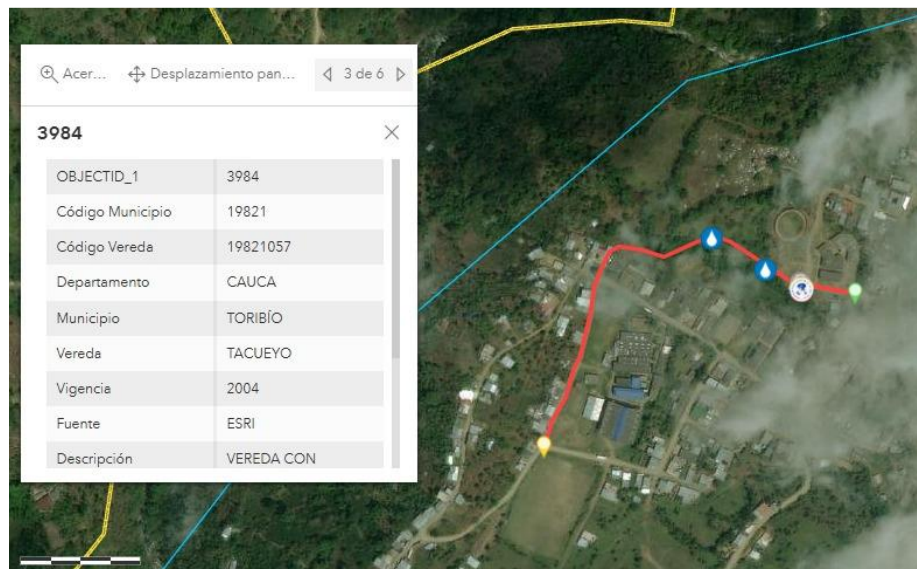 Acer... Desplazamiento pan... 3 de 6
3984
OBJECTID_1 3984
Código Municipio 19821
Código Vereda 19821057
Departamento CAUCA
Municipio TORIBÍO
Vereda TACUEYO
Vigencia 2004
Fuente ESRI
Descripción VEREDA CON